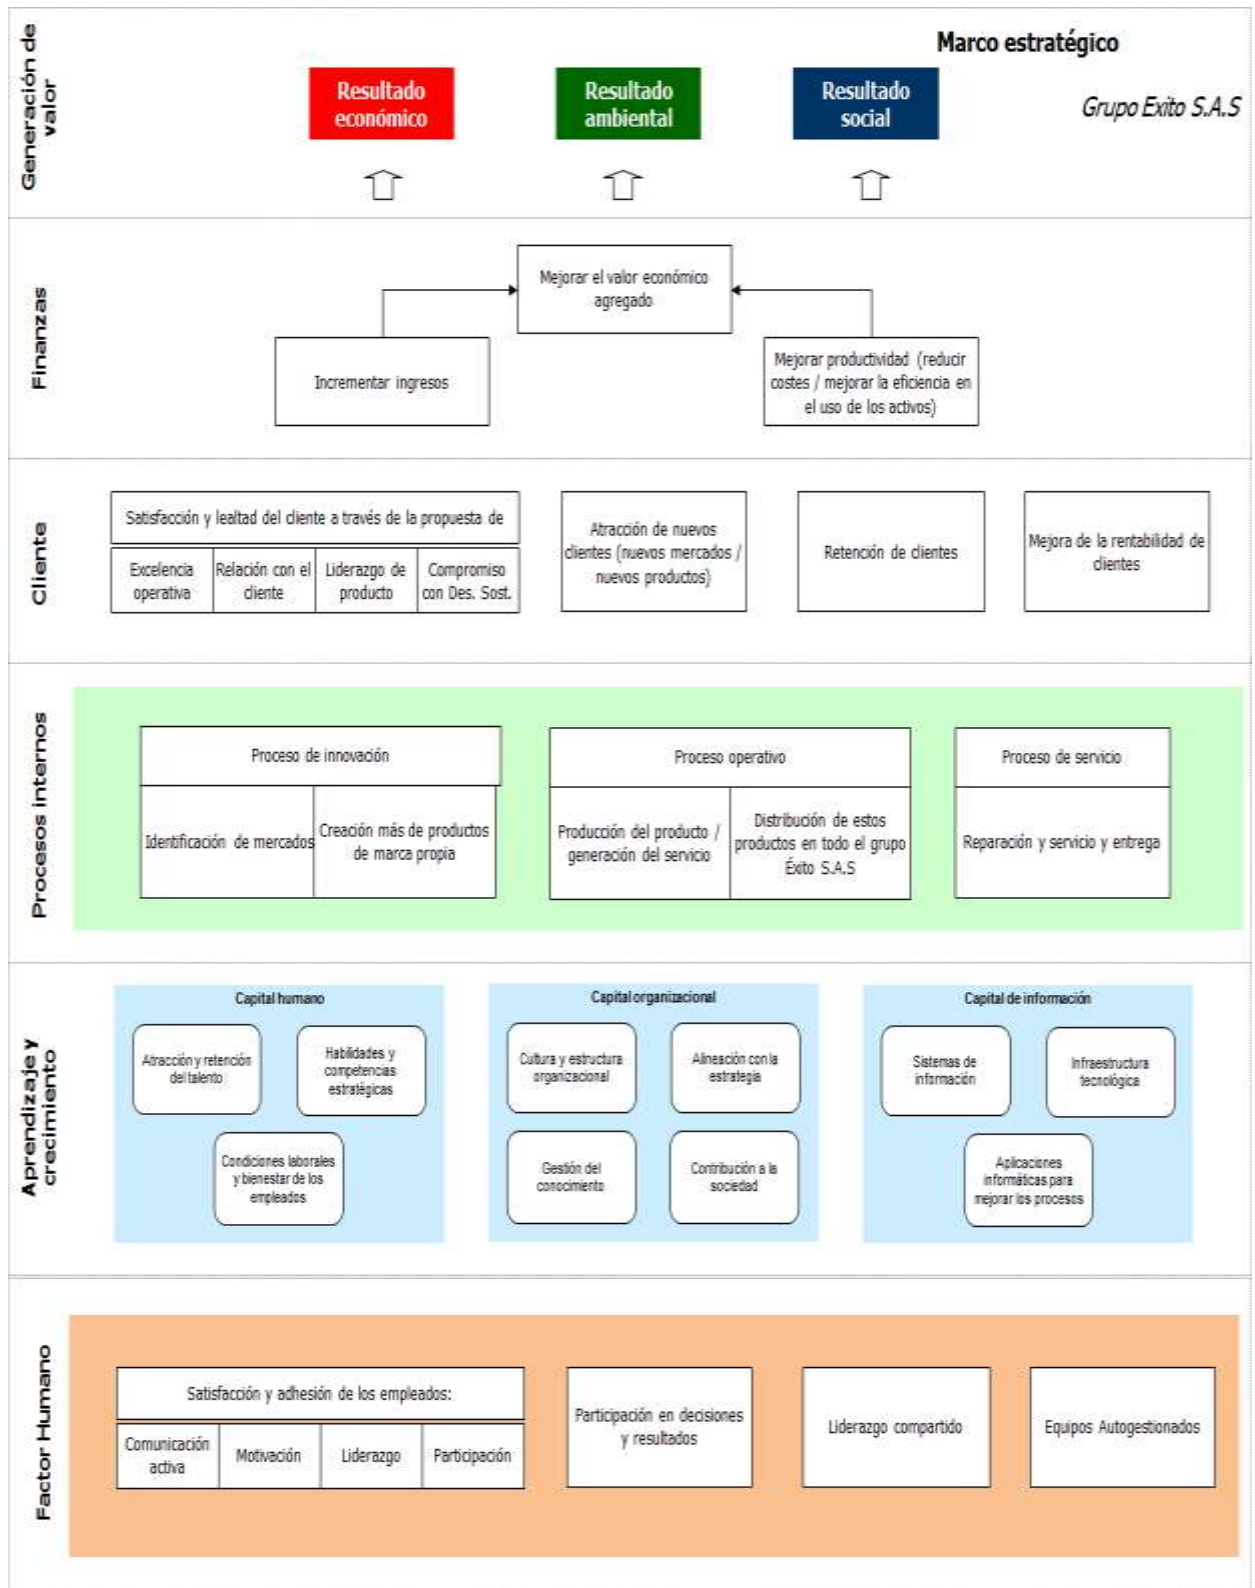 Marco estratégico
Grupo Exito S.A.S
Generación de
valor
Resultado
económico
Resultado
ambiental
Resultado
social
Finanzas
Mejorar el valor económico
agregado
Incrementar ingresos
Mejorar productividad (reducir
costes / mejorar la eficiencia en
el uso de los activos)
Cliente
Satisfacción y lealtad del cliente a través de la propuesta de
Excelencia
operativa
Relación con el
cliente
Liderazgo de
producto
Compromiso
con Des. Sost.
Atracción de nuevos
clientes (nuevos mercados /
nuevos productos)
Retención de clientes
Mejora de la rentabilidad de
clientes
Procesos internos
Proceso de innovación
Identificación de mercados
Creación más de productos
de marca propia
Proceso operativo
Producción del producto /
generación del servicio
Distribución de estos
productos en todo el grupo
Éxito S.A.S
Proceso de servicio
Reparación y servicio y entrega
Aprendizaje y
crecimiento
Capital humano
Atracción y retención
del talento
Habilidades y
competencias
estratégicas
Condiciones laborales
y bienestar de los
empleados
Capital organizacional
Cultura y estructura
organizacional
Alineación con la
estrategia
Gestión del
conocimiento
Contribución a la
sociedad
Capital de información
Sistemas de
información
Infraestructura
tecnológica
Aplicaciones
informáticas para
mejorar los procesos
Factor Humano
Satisfacción y adhesión de los empleados:
Comunicación
activa
Motivación
Liderazgo
Participación
Participación en decisiones
y resultados
Liderazgo compartido
Equipos Autogestionados